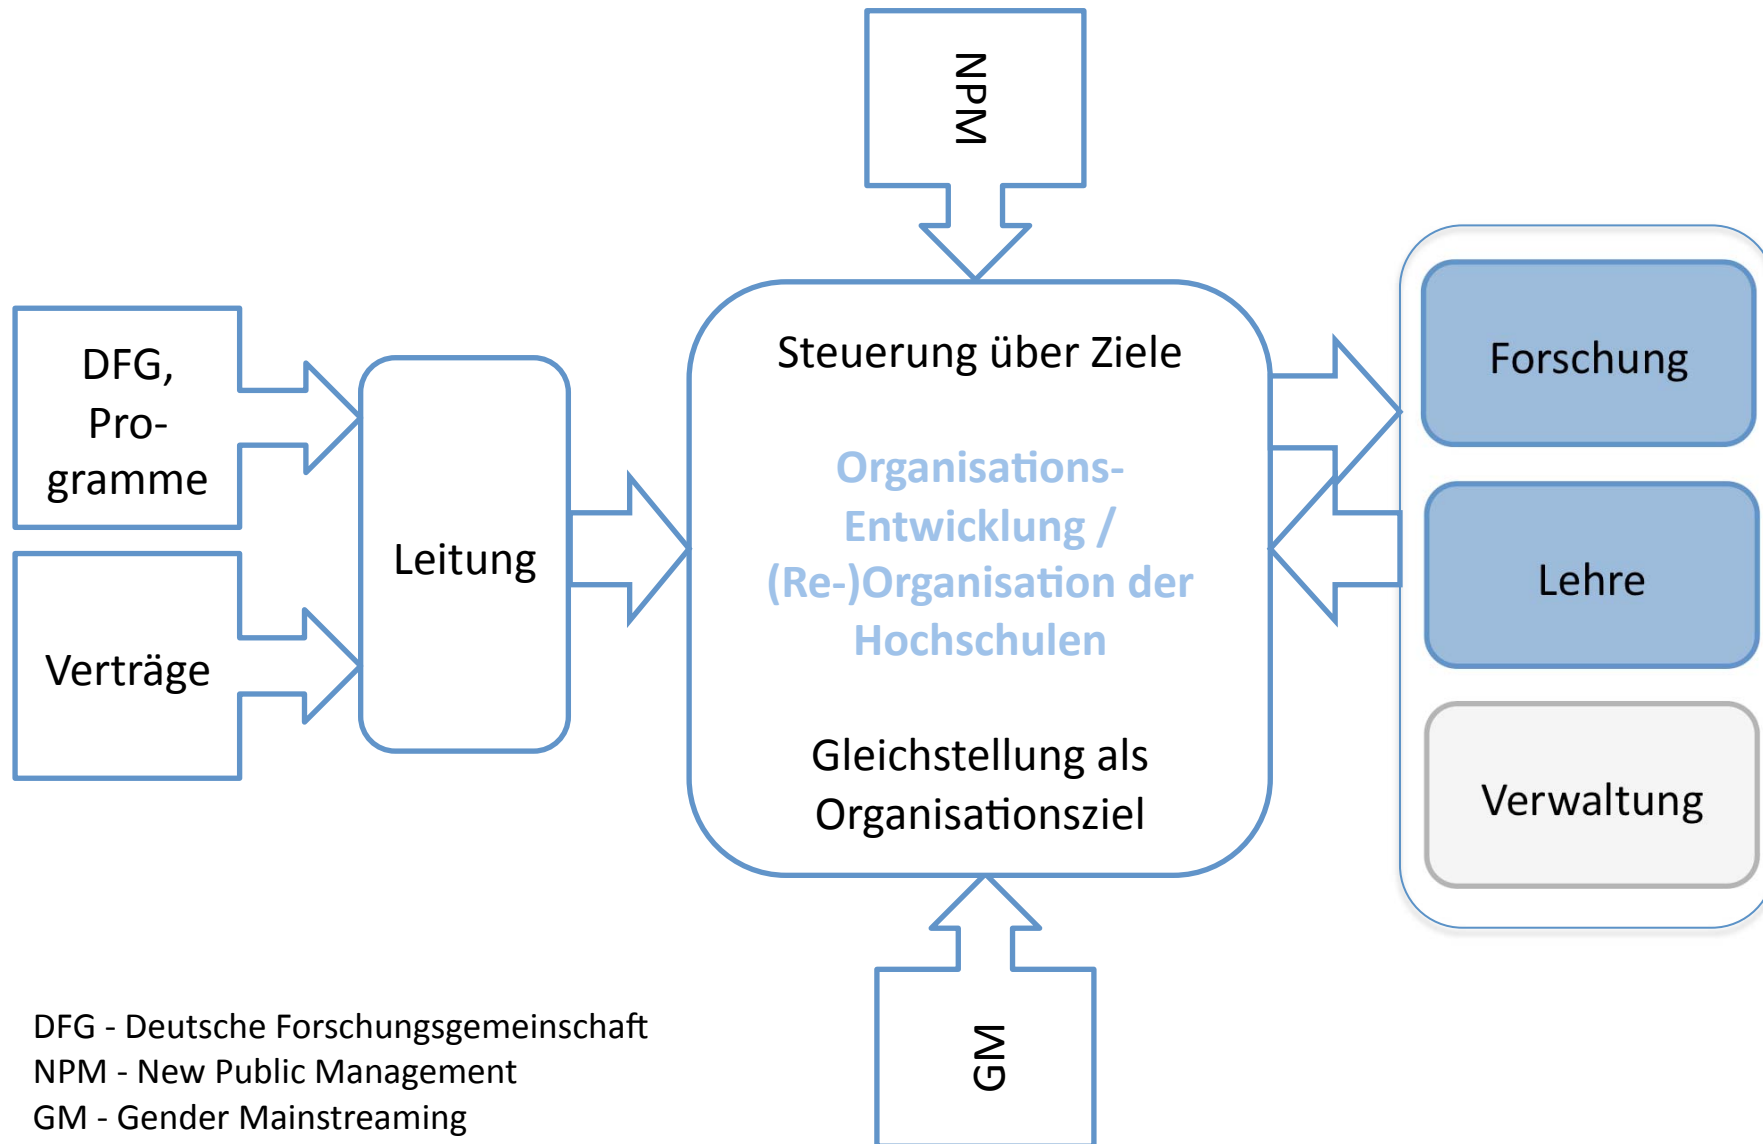 NPM
DFG,
Pro-
gramme
Verträge
Leitung
Steuerung über Ziele
Organisations-
Entwicklung /
(Re-)Organisation der
Hochschulen
Gleichstellung als
Organisationsziel
Forschung
Lehre
Verwaltung
GM
DFG - Deutsche Forschungsgemeinschaft
NPM - New Public Management
GM - Gender Mainstreaming